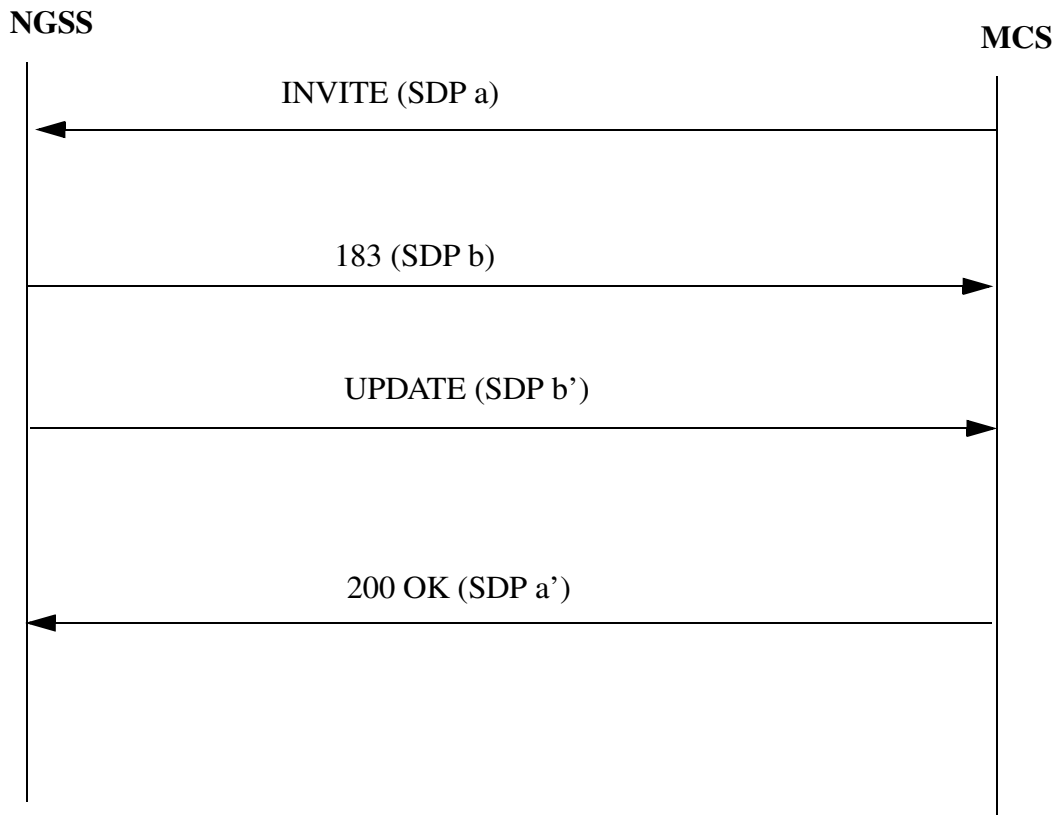 NGSS
MCS
INVITE (SDP a)
183 (SDP b)
UPDATE (SDP b’)
200 OK (SDP a’)